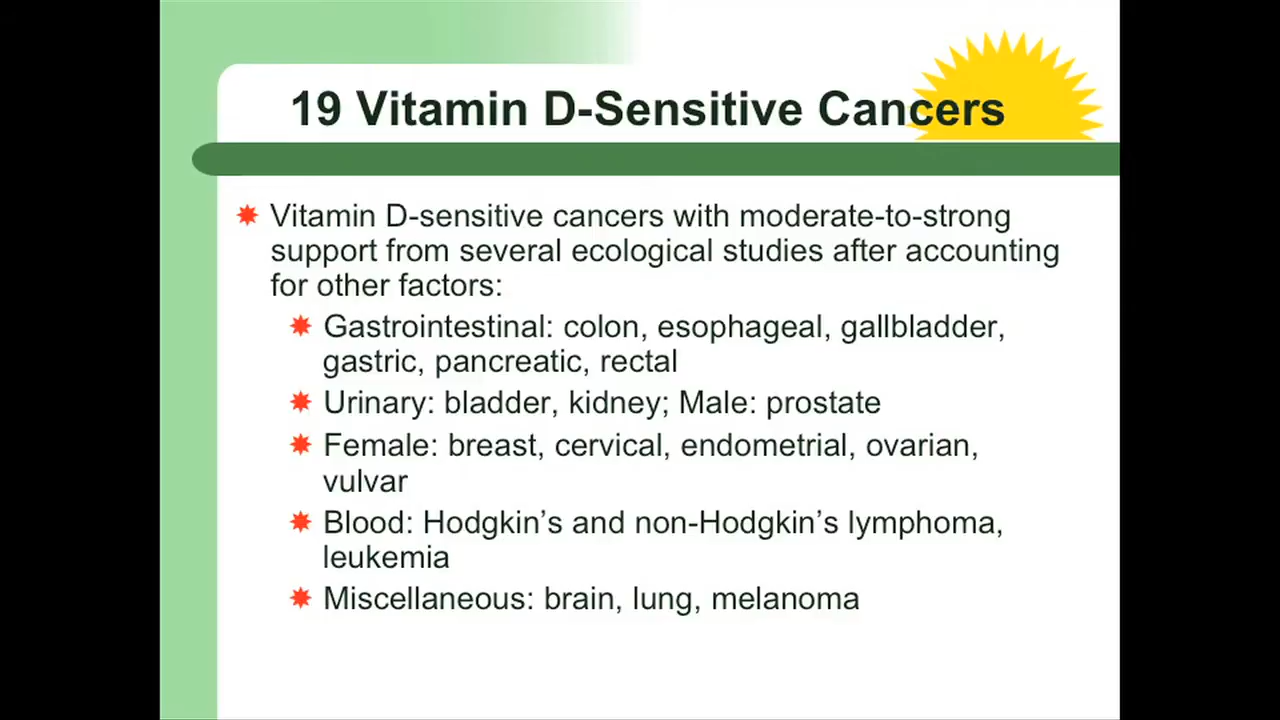 19 Vitamin D-Sensitive Cancers
Vitamin D-sensitive cancers with moderate-to-strong
support from several ecological studies after accounting
for other factors:
Gastrointestinal: colon, esophageal, gallbladder,
gastric, pancreatic, rectal
Urinary: bladder, kidney; Male: prostate
Female: breast, cervical, endometrial, ovarian,
vulvar
Blood: Hodgkin’s and non-Hodgkin’s lymphoma,
leukemia
Miscellaneous: brain, lung, melanoma